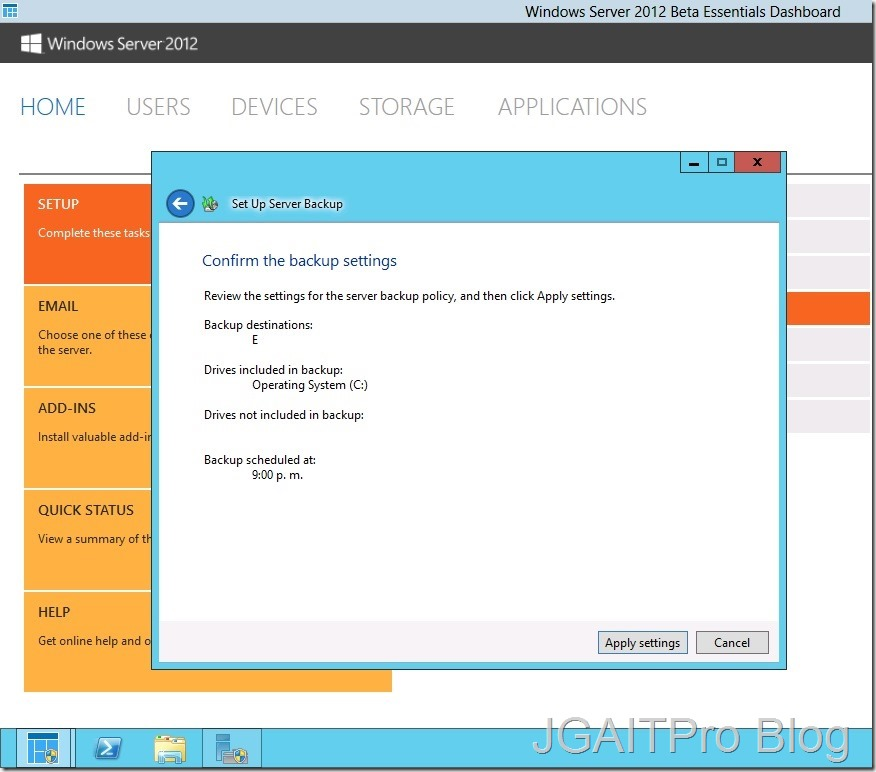 Windows Server 2012 Beta Essentials Dashboard
Windows Server 2012
HOME USERS DEVICES STORAGE APPLICATIONS
SETUP
Complete these tasks
EMAIL
Choose one of these
the server.
ADD-INS
Install valuable add-in
QUICK STATUS
View a summary of th
HELP
Get online help and o
Set Up Server Backup
Confirm the backup settings
Review the settings for the server backup policy, and then click Apply settings.
Backup destinations:
E
Drives included in backup:
Operating System (C:)
Drives not included in backup:
Backup scheduled at:
9:00 p. m.
Apply settings Cancel
JGAITPro Blog